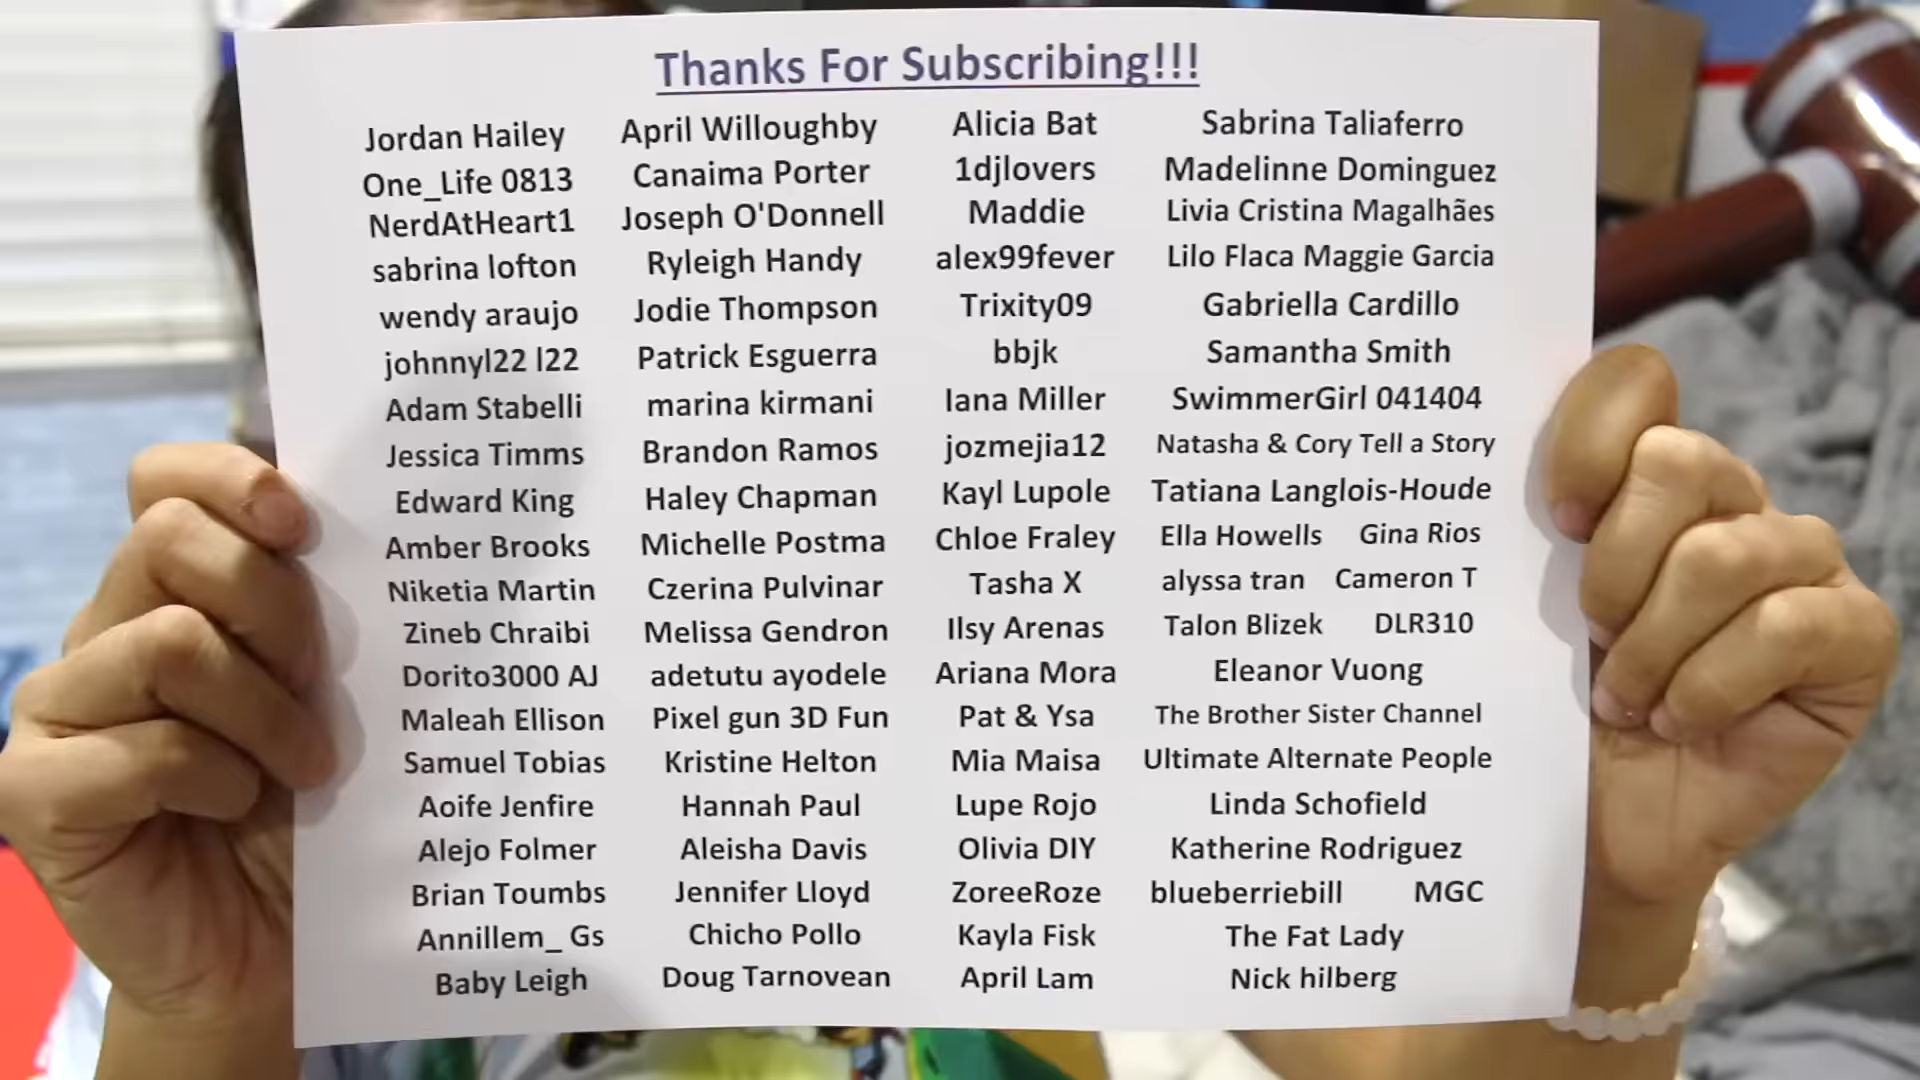 Thanks For Subscribing!!!
Jordan Hailey April Willoughby Alicia Bat Sabrina Taliaferro
One_Life 0813 Canaima Porter 1djlovers Madelinne Dominguez
NerdAtHeart1 Joseph O'Donnell Maddie Livia Cristina Magalhães
sabrina lofton Ryleigh Handy alex99fever Lilo Flaca Maggie Garcia
wendy araujo Jodie Thompson Trixity09 Gabriella Cardillo
johnnyl22 l22 Patrick Esguerra bbjk Samantha Smith
Adam Stabelli marina kirmani Iana Miller SwimmerGirl 041404
Jessica Timms Brandon Ramos jozmejia12 Natasha & Cory Tell a Story
Edward King Haley Chapman Kayl Lupole Tatiana Langlois-Houde
Amber Brooks Michelle Postma Chloe Fraley Ella Howells Gina Rios
Niketia Martin Czerina Pulvinar Tasha X alyssa tran Cameron T
Zineb Chraibi Melissa Gendron Ilsy Arenas Talon Blizek DLR310
Dorito3000 AJ adetutu ayodele Ariana Mora Eleanor Vuong
Maleah Ellison Pixel gun 3D Fun Pat & Ysa The Brother Sister Channel
Samuel Tobias Kristine Helton Mia Maisa Ultimate Alternate People
Aoife Jenfire Hannah Paul Lupe Rojo Linda Schofield
Alejo Folmer Aleisha Davis Olivia DIY Katherine Rodriguez
Brian Toumbs Jennifer Lloyd ZoreeRoze blueberriebill MGC
Annillem_ Gs Chicho Pollo Kayla Fisk The Fat Lady
Baby Leigh Doug Tarnovean April Lam Nick hilberg